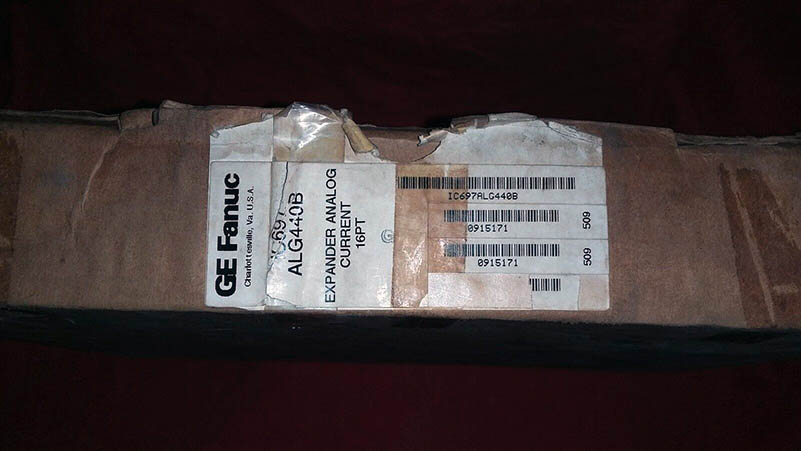 GE Fanuc
Charlottesville, Va. U.S.A.
IC697
ALG440B
EXPANDER ANALOG
CURRENT
16PT
IC697ALG440B
0915171
509
0915171
509